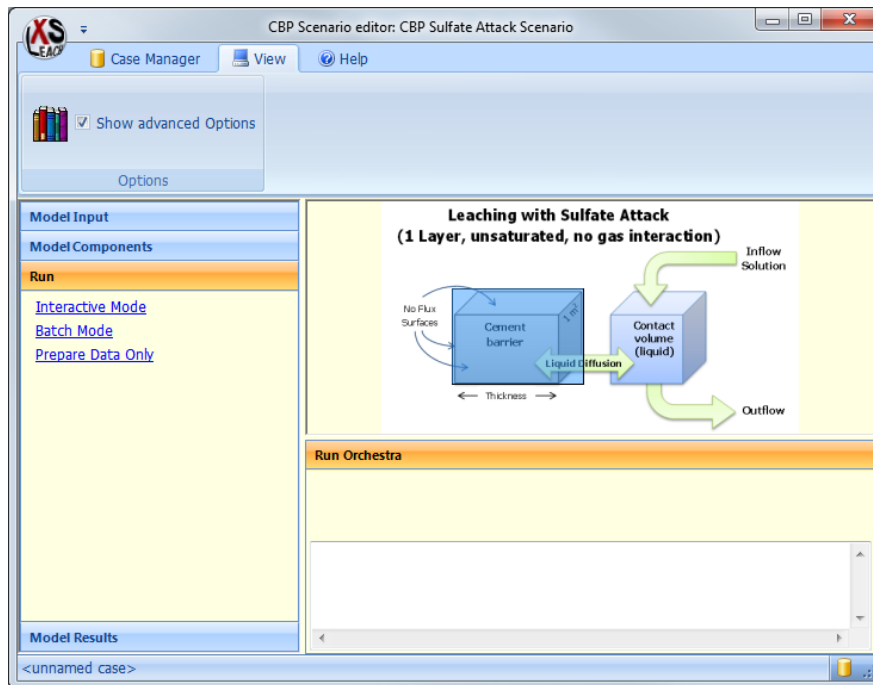 XS
LEACH
CBP Scenario editor: CBP Sulfate Attack Scenario
Case Manager
View
Help
Show advanced Options
Options
Model Input
Model Components
Run
Interactive Mode
Batch Mode
Prepare Data Only
Model Results
Leaching with Sulfate Attack
(1 Layer, unsaturated, no gas interaction)
Inflow
Solution
No Flux
Surfaces
Cement
barrier
1 m²
Contact
volume
(liquid)
Liquid Diffusion
Thickness
Outflow
Run Orchestra
<unnamed case>